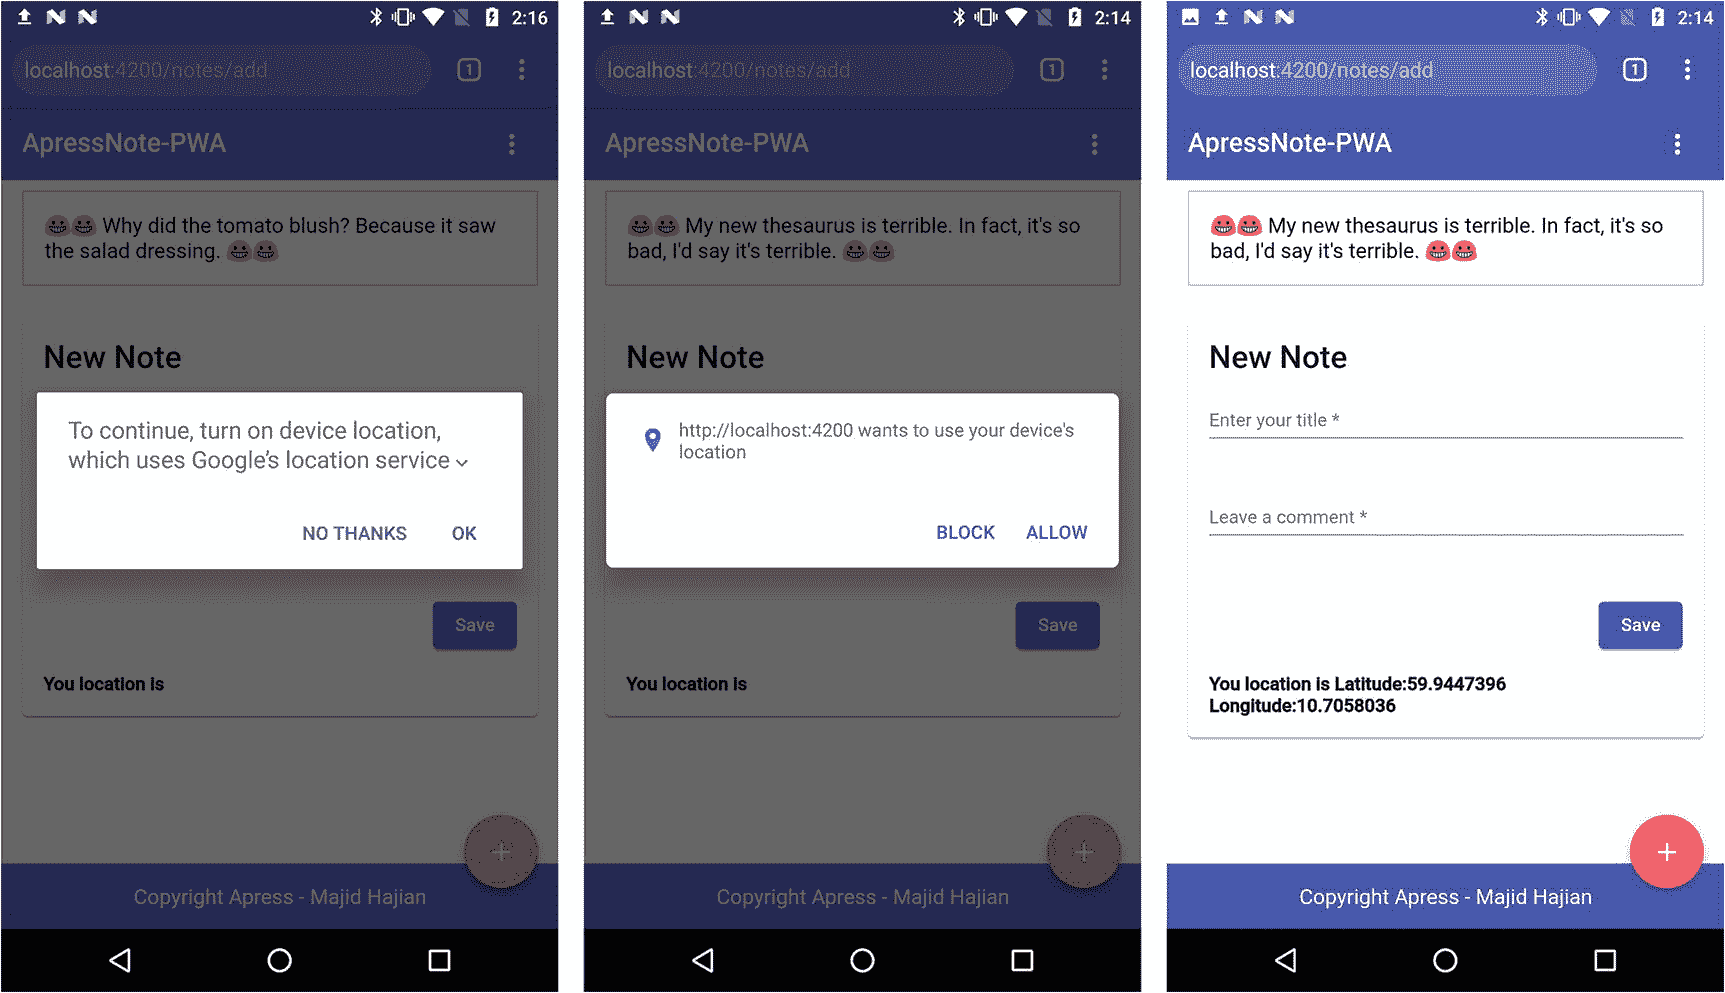 2:16
localhost:4200/notes/add
1
ApressNote-PWA
Why did the tomato blush? Because it saw
the salad dressing.
New Note
To continue, turn on device location,
which uses Google's location service
NO THANKS OK
Save
You location is
Copyright Apress - Majid Hajian
2:14
localhost:4200/notes/add
1
ApressNote-PWA
My new thesaurus is terrible. In fact, it's so
bad, I'd say it's terrible.
New Note
http://localhost:4200 wants to use your device's
location
BLOCK ALLOW
Save
You location is
Copyright Apress - Majid Hajian
2:14
localhost:4200/notes/add
1
ApressNote-PWA
My new thesaurus is terrible. In fact, it's so
bad, I'd say it's terrible.
New Note
Enter your title *
Leave a comment *
Save
You location is Latitude:59.9447396
Longitude:10.7058036
Copyright Apress - Majid Hajian